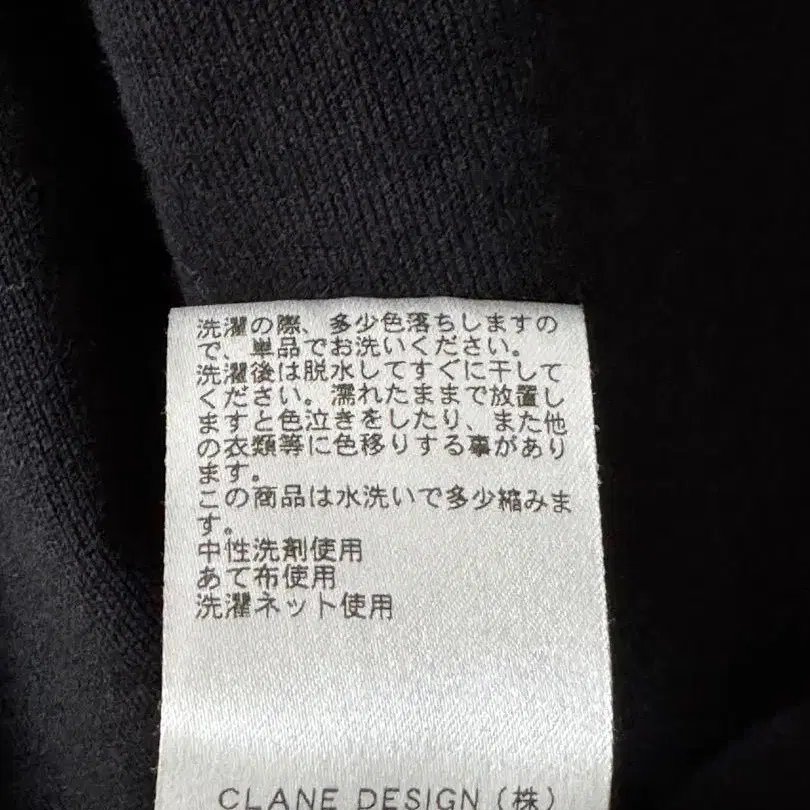 洗濯の際、多少色落ちしますの
で、単品でお洗いください。
洗濯後は脱水してすぐに干して
ください。濡れたままで放置し
ますと色泣きをしたり、また他
の衣類等に色移りする事があり
ます。
この商品は水洗いで多少縮みま
す。
中性洗剤使用
あて布使用
洗濯ネット使用
CLANE DESIGN (株)